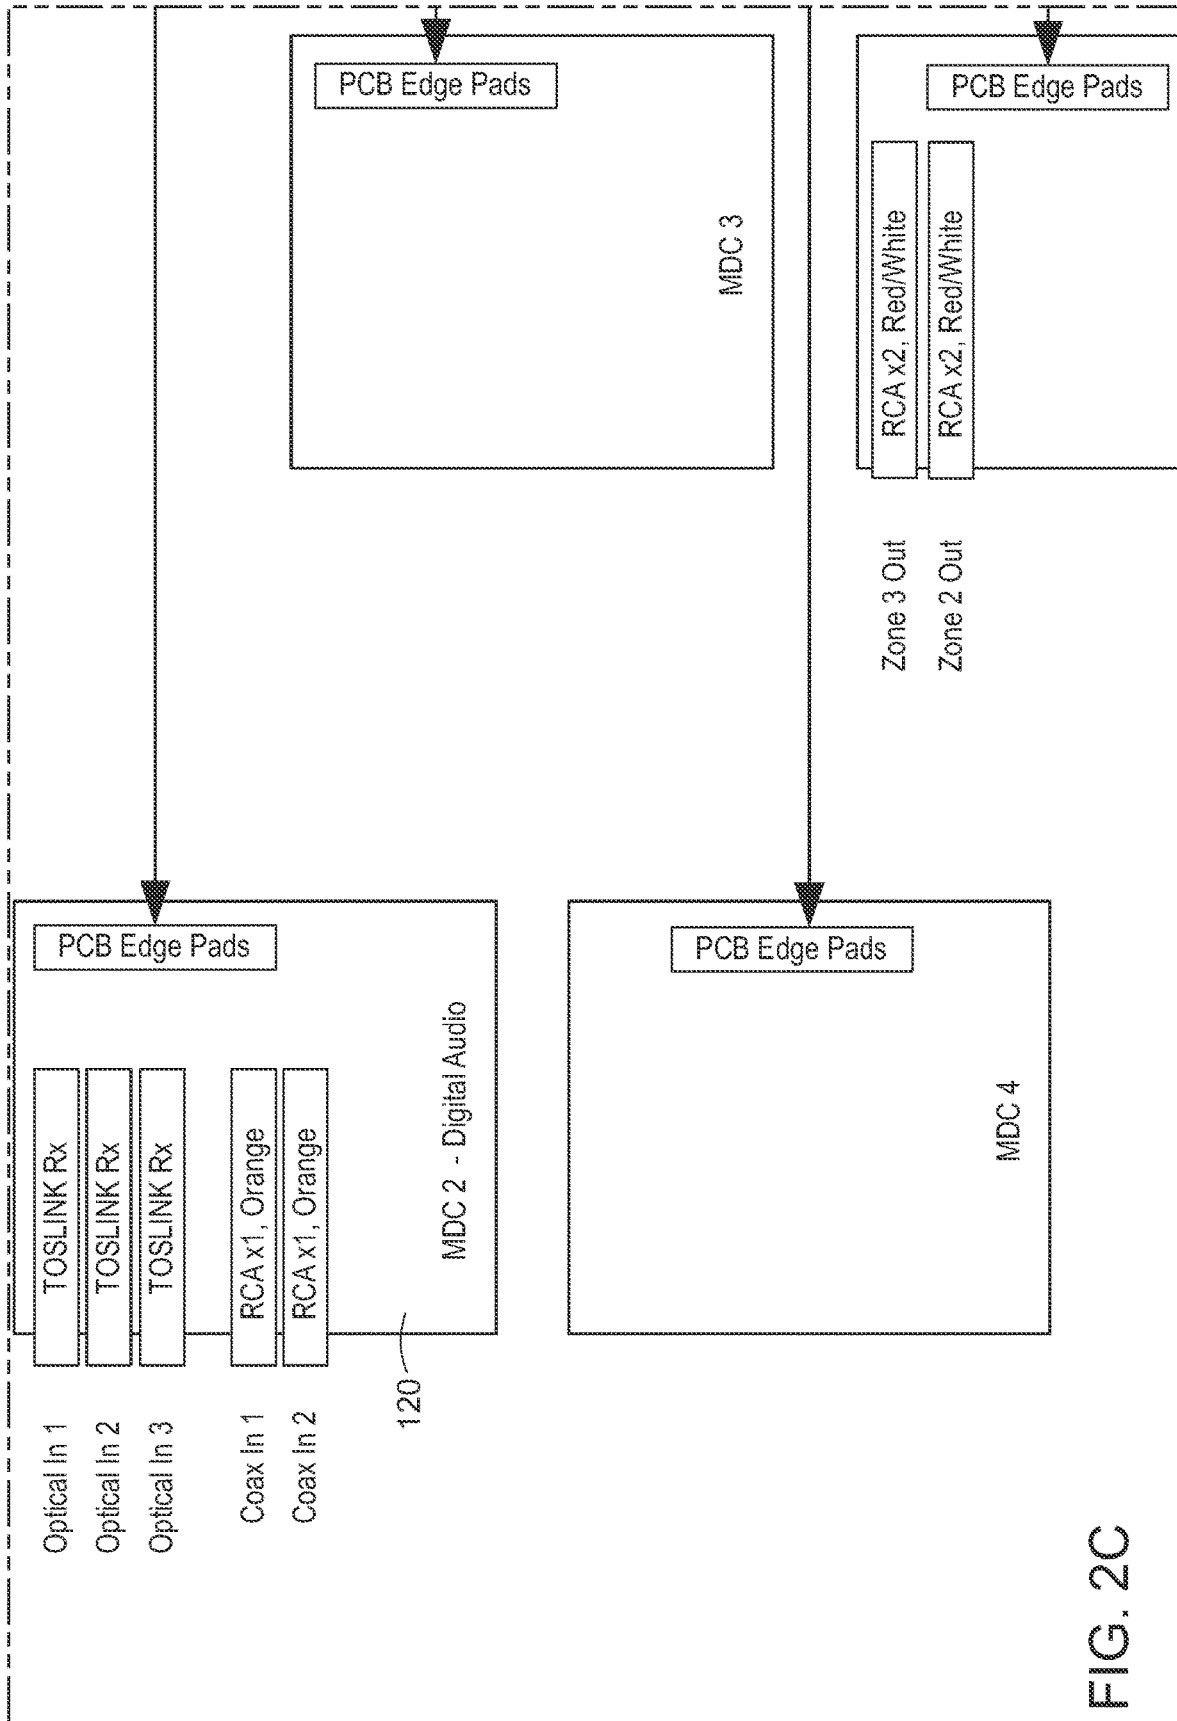 PCB Edge Pads
MDC 3
PCB Edge Pads
RCA x2, Red/White
RCA x2, Red/White
Zone 3 Out
Zone 2 Out
PCB Edge Pads
TOSLINK Rx
TOSLINK Rx
TOSLINK Rx
RCA x1, Orange
RCA x1, Orange
MDC 2 - Digital Audio
Optical In 1
Optical In 2
Optical In 3
Coax In 1
Coax In 2
120
PCB Edge Pads
MDC 4
FIG. 2C